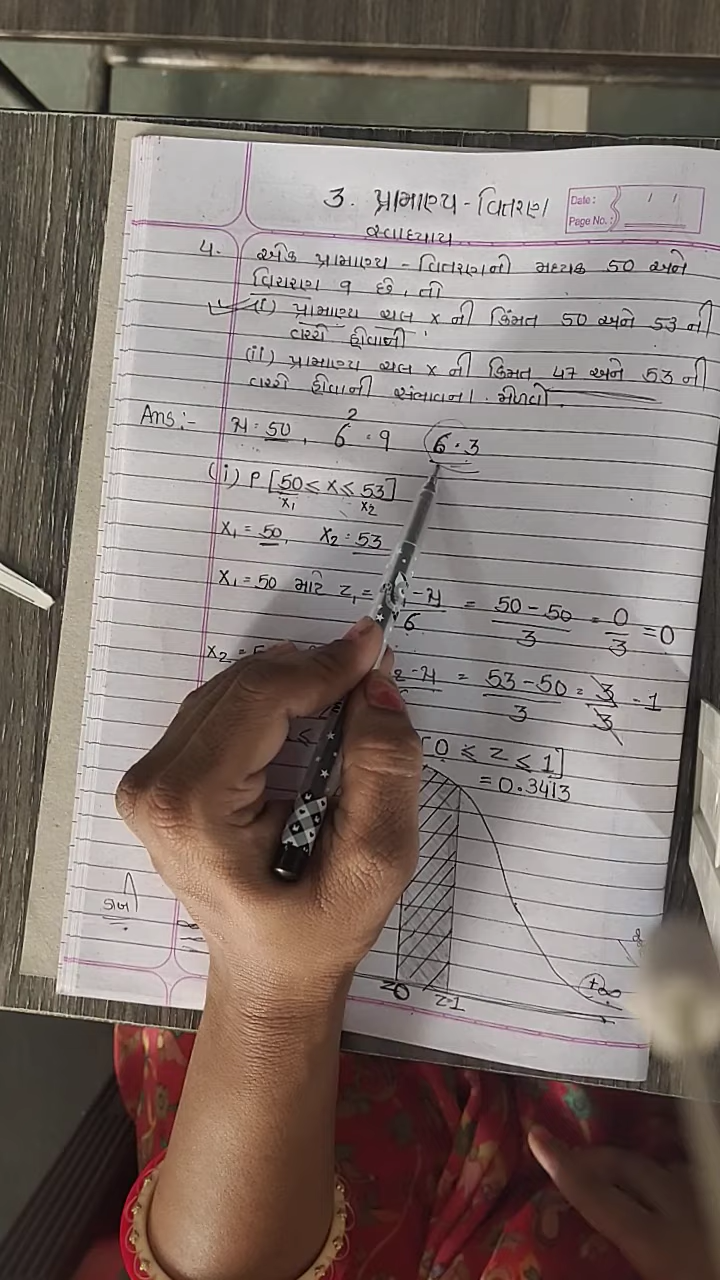 3. પ્રામાણ્ય - વિતરણ
Date: / /
Page No.:
સ્વાધ્યાય
4. એક પ્રામાણ્ય - વિતરણનો મધ્યક 50 અને
વિચરણ 9 છે, તો
(i) પ્રામાણ્ય ચલ x ની કિંમત 50 અને 53 ની
વચ્ચે હોવાની
(ii) પ્રામાણ્ય ચલ x ની કિંમત 47 અને 53 ની
વચ્ચે હોવાની સંભાવના મેળવો.
Ans:- μ = 50, σ² = 9 σ = 3
(i) P [50 ≤ x ≤ 53]
x₁ x₂
x₁ = 50, x₂ = 53
x₁ = 50 માટે z₁ = x₁ - μ / σ = 50 - 50 / 3 = 0 / 3 = 0
x₂ = 2 - μ = 53 - 50 / 3 = 3 / 3 = 1
≤ [0 ≤ z ≤ 1]
= 0.3413
z0 z=1 +∞